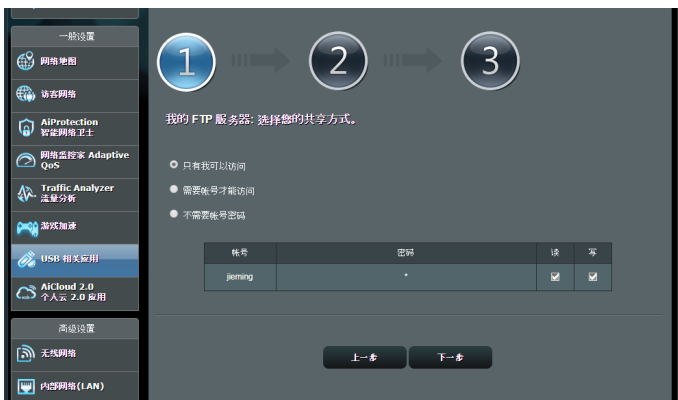 一般设置
网络地图
访客网络
AiProtection
智能网络卫士
网络监控家 Adaptive
QoS
Traffic Analyzer
流量分析
游戏加速
USB 相关应用
AiCloud 2.0
个人云 2.0 应用
高级设置
无线网络
内部网络(LAN)
1
2
3
我的 FTP 服务器: 选择您的共享方式。
只有我可以访问
需要帐号才能访问
不需要帐号密码
帐号 密码 读 写
jieming *
上一步 下一步